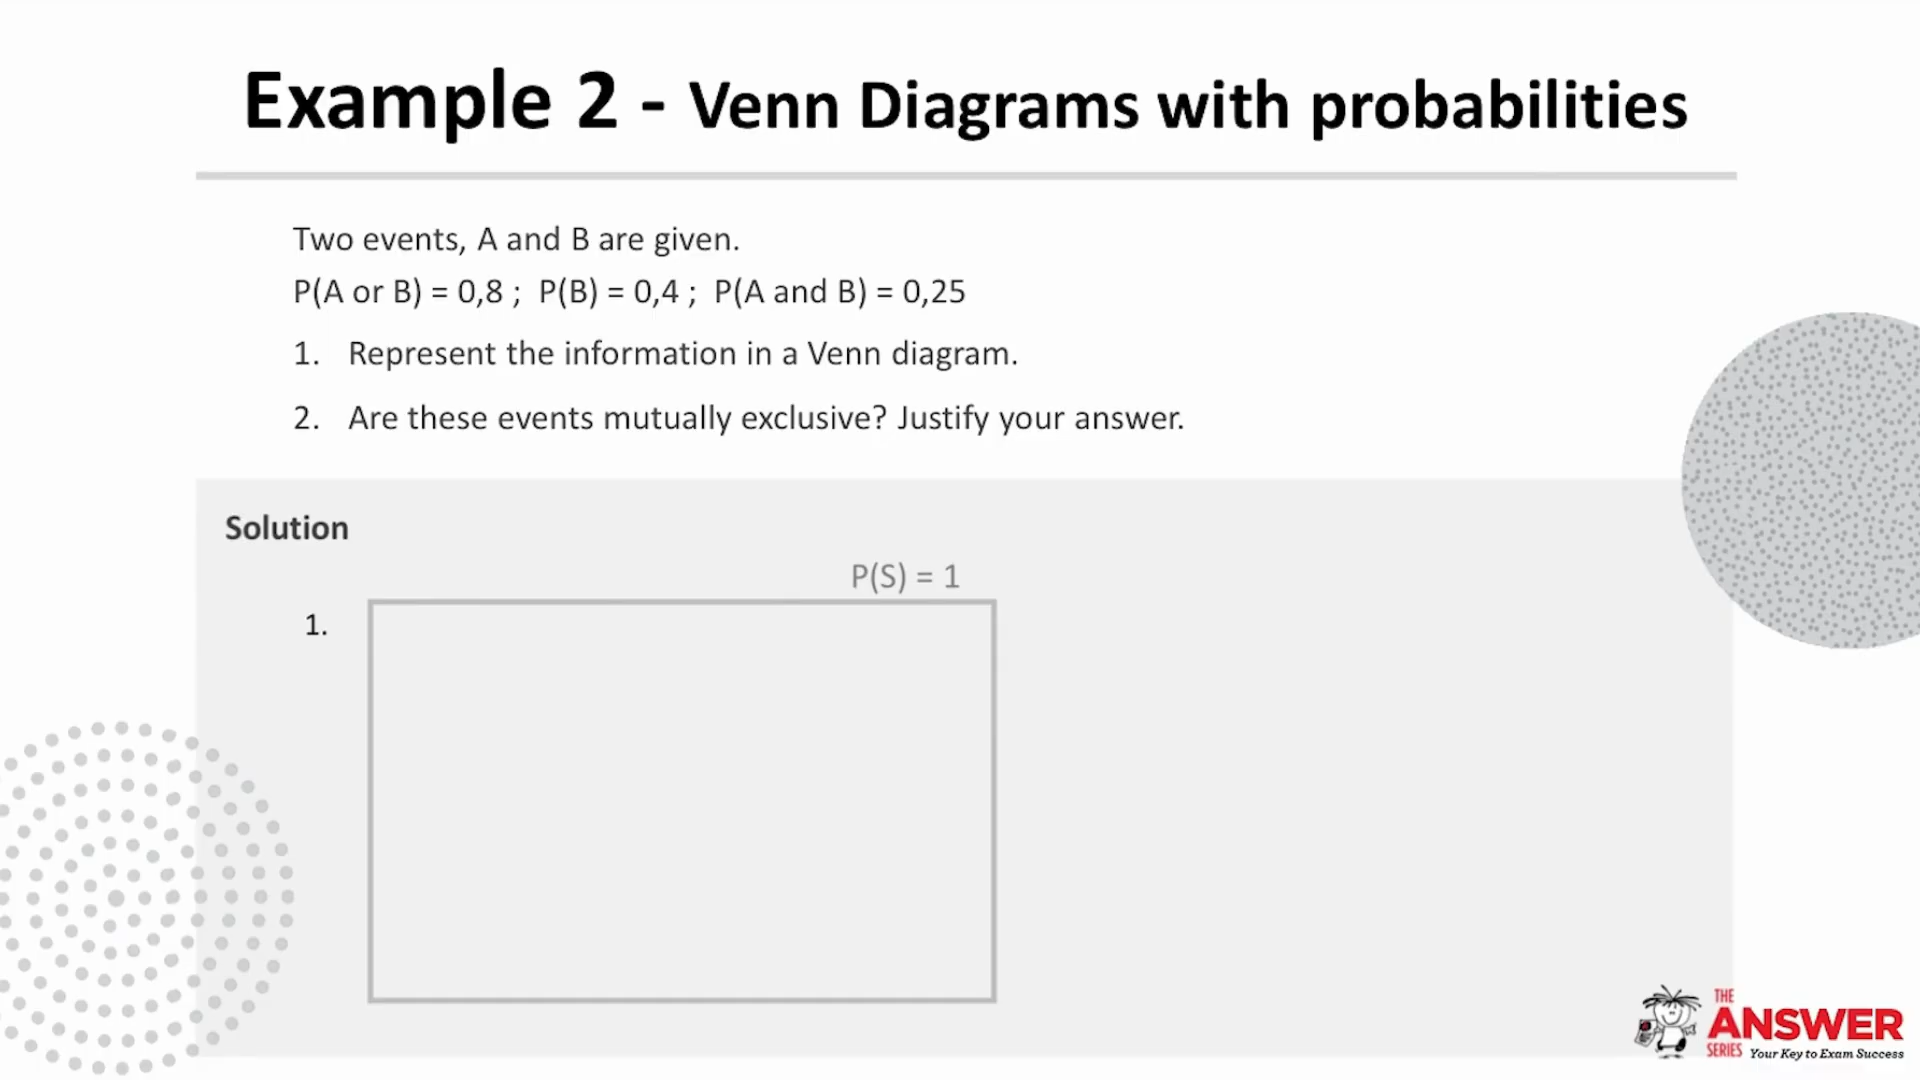 Example 2 - Venn Diagrams with probabilities
Two events, A and B are given.
P(A or B) = 0,8 ; P(B) = 0,4 ; P(A and B) = 0,25
1. Represent the information in a Venn diagram.
2. Are these events mutually exclusive? Justify your answer.
Solution
P(S) = 1
1.
THE
ANSWER
SERIES Your Key to Exam Success